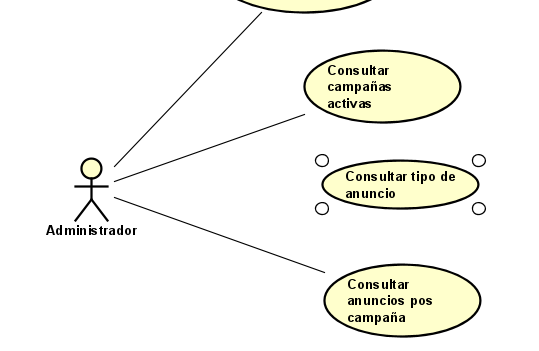 Consultar
campañas
activas
Consultar tipo de
anuncio
Administrador
Consultar
anuncios pos
campaña